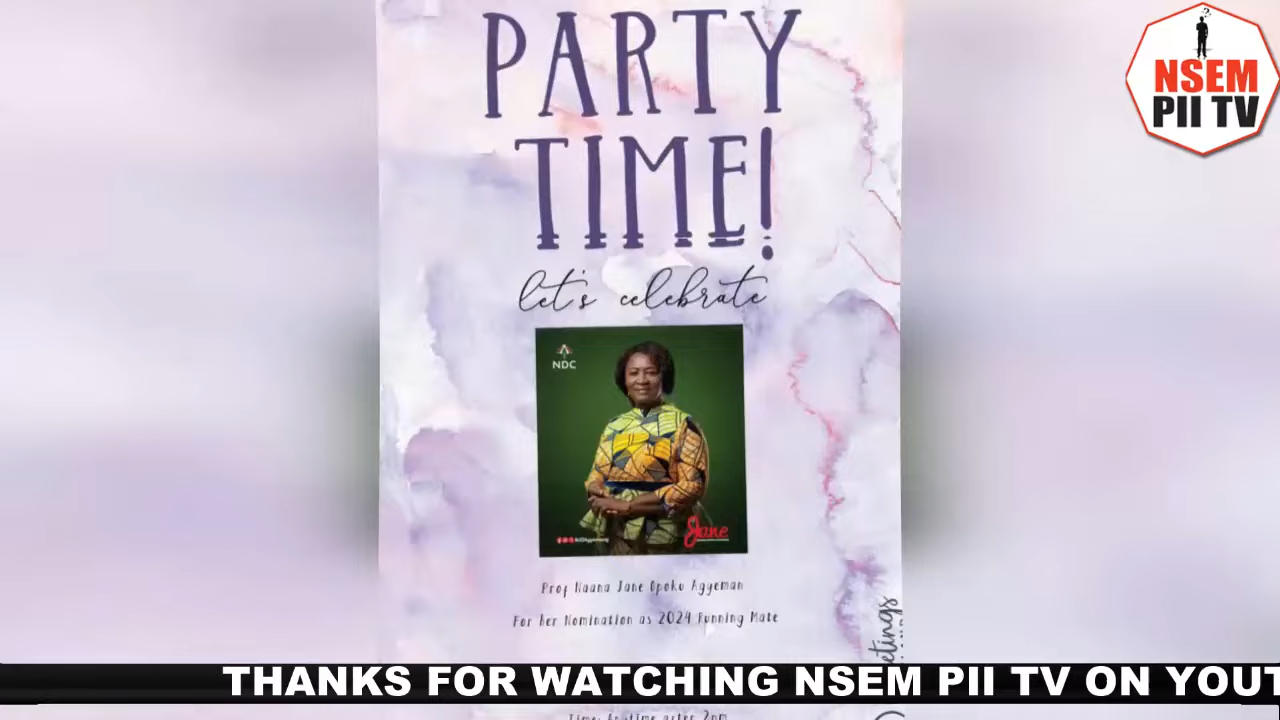 PARTY
TIME!
let's celebrate
NDC
Jane
Prof Naana Jane Opoku Agyeman
For her Nomination as 2024 Running Mate
NSEM
PII TV
THANKS FOR WATCHING NSEM PII TV ON YOUT